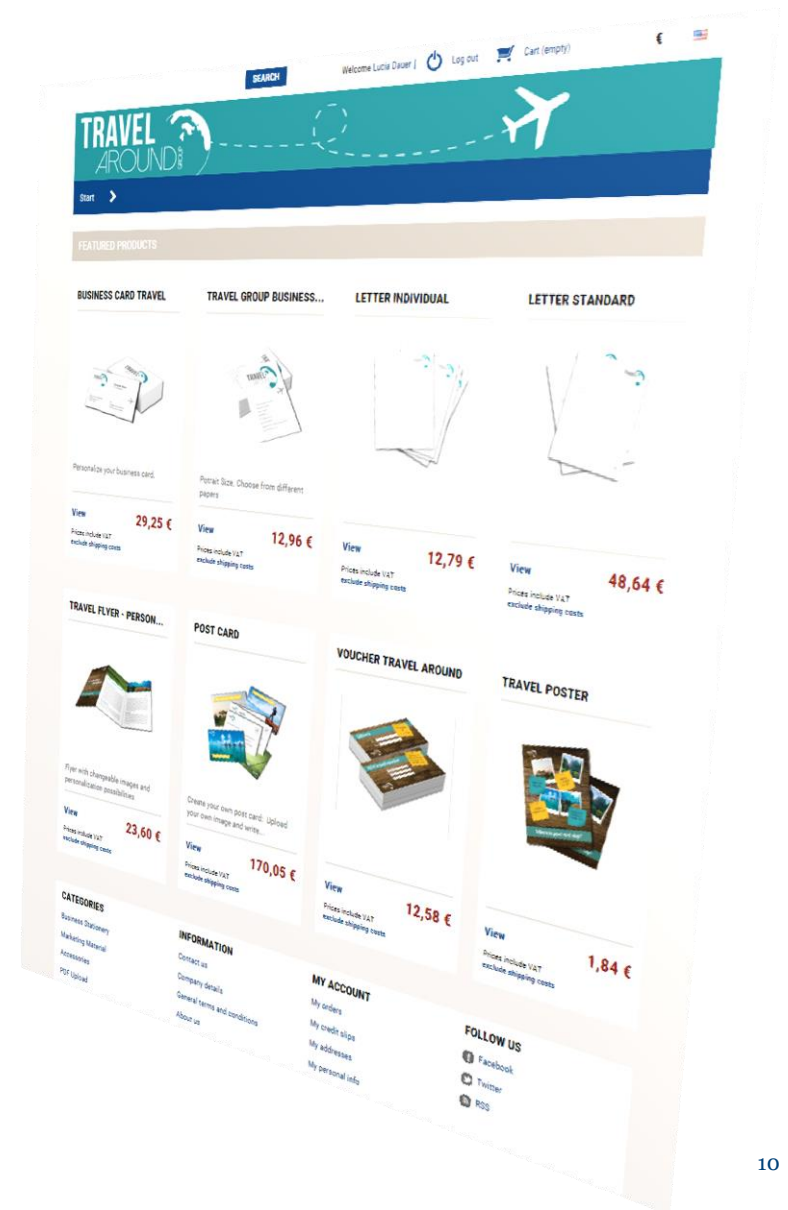 SEARCH
Welcome Lucia Dauer |
Log out
Cart (empty)
€
TRAVEL
AROUND
GROUP
Start
FEATURED PRODUCTS
BUSINESS CARD TRAVEL
Personalize your business card.
View
29,25 €
Prices include VAT
exclude shipping costs
TRAVEL GROUP BUSINESS...
Potrait Size. Choose from different
papers
View
12,96 €
Prices include VAT
exclude shipping costs
LETTER INDIVIDUAL
View
12,79 €
Prices include VAT
exclude shipping costs
LETTER STANDARD
View
48,64 €
Prices include VAT
exclude shipping costs
TRAVEL FLYER - PERSON...
Flyer with changeable images and
personalization possibilities
View
23,60 €
Prices include VAT
exclude shipping costs
POST CARD
Create your own post card: Upload
your own image and write...
View
170,05 €
Prices include VAT
exclude shipping costs
VOUCHER TRAVEL AROUND
View
12,58 €
Prices include VAT
exclude shipping costs
TRAVEL POSTER
View
1,84 €
Prices include VAT
exclude shipping costs
CATEGORIES
Business Stationery
Marketing Material
Accessories
PDF Upload
INFORMATION
Contact us
Company details
General terms and conditions
About us
MY ACCOUNT
My orders
My credit slips
My addresses
My personal info
FOLLOW US
Facebook
Twitter
RSS
10